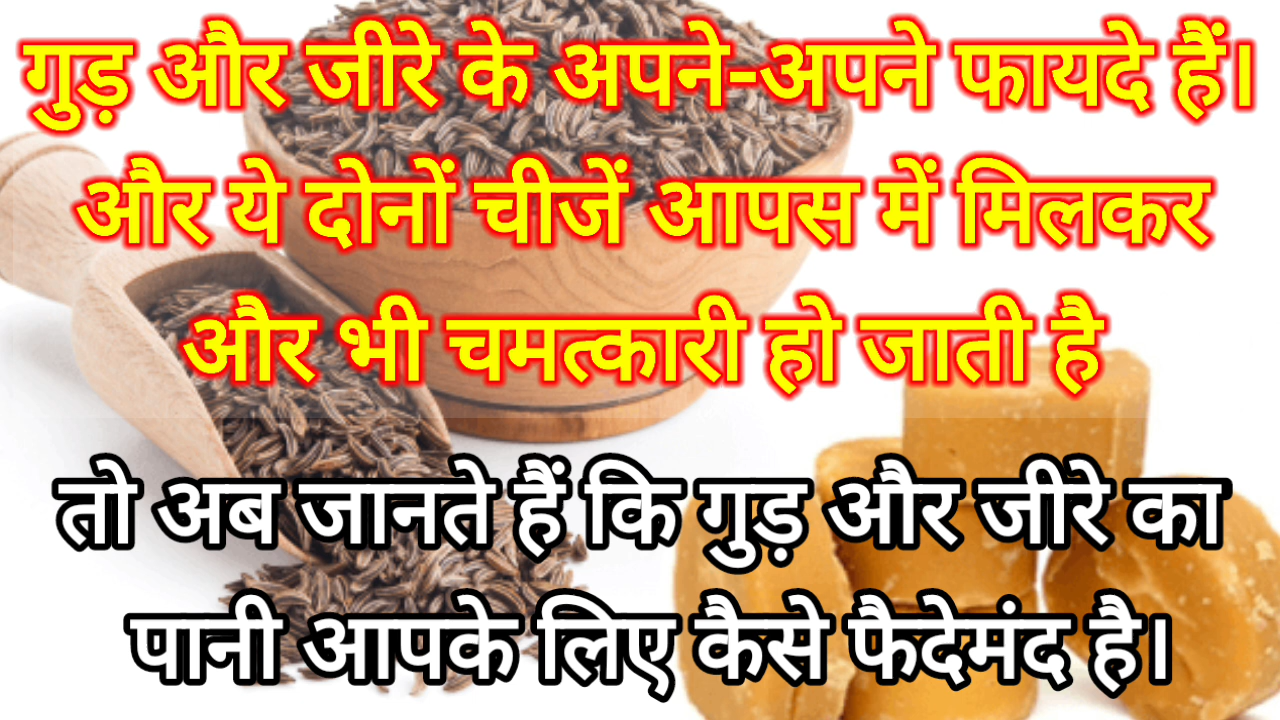 गुड़ और जीरे के अपने-अपने फायदे हैं।
और ये दोनों चीजें आपस में मिलकर
और भी चमत्कारी हो जाती है
तो अब जानते हैं कि गुड़ और जीरे का
पानी आपके लिए कैसे फैदेमंद है।